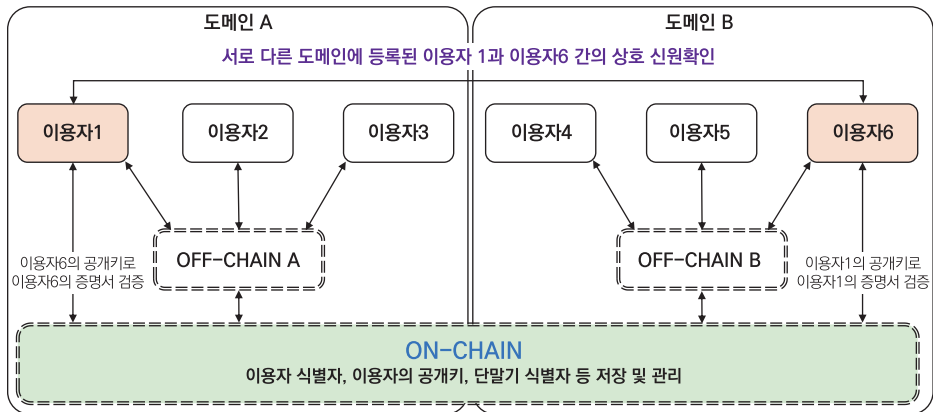 도메인 A
도메인 B
서로 다른 도메인에 등록된 이용자 1과 이용자6 간의 상호 신원확인
이용자1
이용자2
이용자3
이용자4
이용자5
이용자6
OFF-CHAIN A
OFF-CHAIN B
이용자6의 공개키로
이용자6의 증명서 검증
이용자1의 공개키로
이용자1의 증명서 검증
ON-CHAIN
이용자 식별자, 이용자의 공개키, 단말기 식별자 등 저장 및 관리